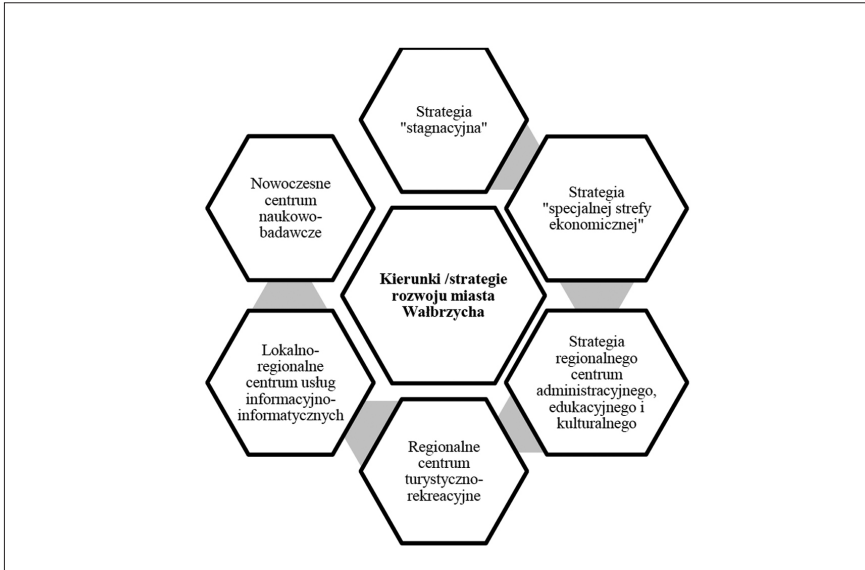 Strategia
"stagnacyjna"
Strategia
"specjalnej strefy
ekonomicznej"
Strategia
regionalnego
centrum
administracyjnego,
edukacyjnego i
kulturalnego
Regionalne
centrum
turystyczno-
rekreacyjne
Lokalno-
regionalne
centrum usług
informacyjno-
informatycznych
Nowoczesne
centrum
naukowo-
badawcze
Kierunki /strategie
rozwoju miasta
Wałbrzycha